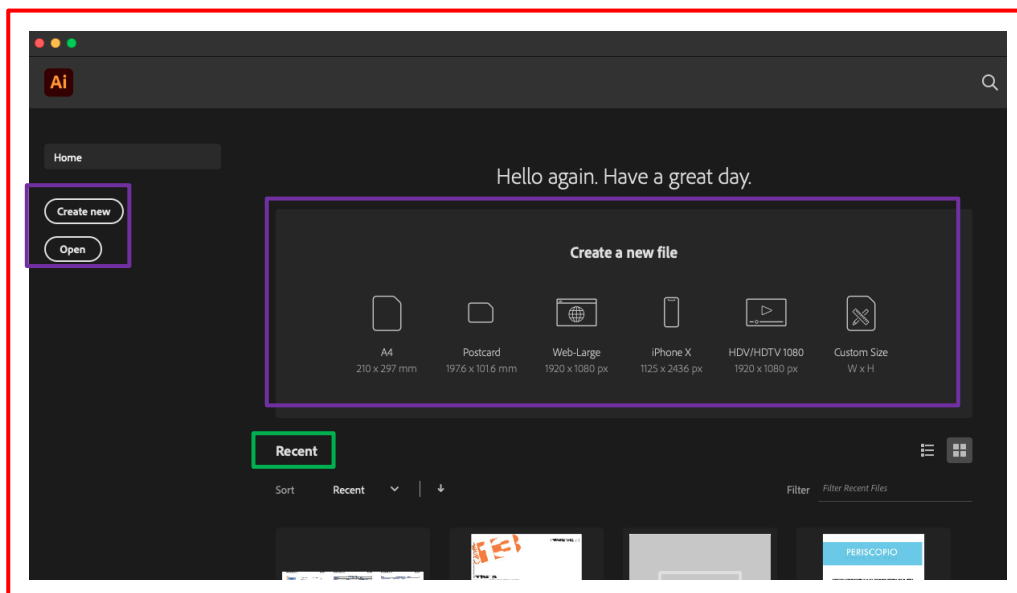 Ai
Home
Create new
Open
Hello again. Have a great day.
Create a new file
A4
210 x 297 mm
Postcard
197.6 x 101.6 mm
Web-Large
1920 x 1080 px
iPhone X
1125 x 2436 px
HDV/HDTV 1080
1920 x 1080 px
Custom Size
W x H
Recent
Sort Recent
Filter Filter Recent Files
13
PERISCOPIO